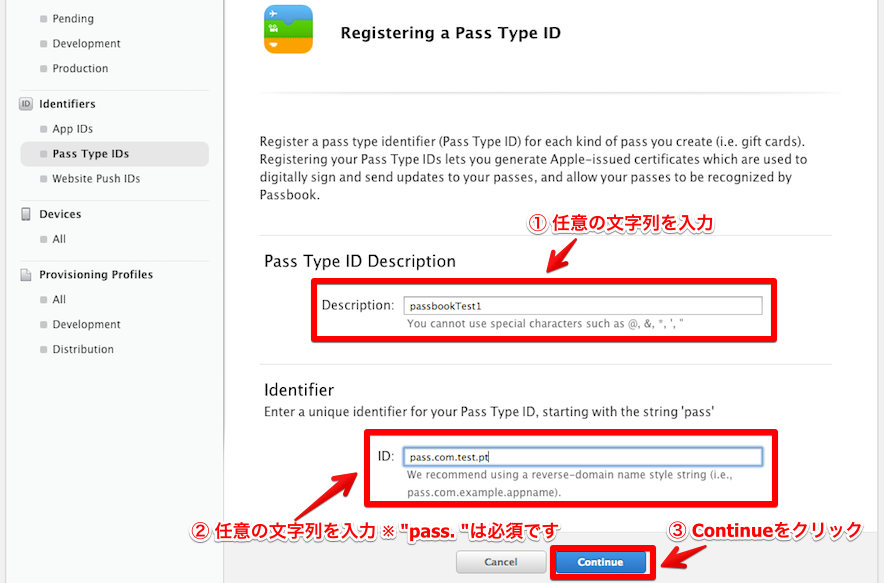 Pending
Development
Production
ID Identifiers
App IDs
Pass Type IDs
Website Push IDs
Devices
All
Provisioning Profiles
All
Development
Distribution
Registering a Pass Type ID
Register a pass type identifier (Pass Type ID) for each kind of pass you create (i.e. gift cards).
Registering your Pass Type IDs lets you generate Apple-issued certificates which are used to
digitally sign and send updates to your passes, and allow your passes to be recognized by
Passbook.
① 任意の文字列を入力
Pass Type ID Description
Description: passbookTest1
You cannot use special characters such as @, &, *, ', "
Identifier
Enter a unique identifier for your Pass Type ID, starting with the string 'pass'
ID: pass.com.test.pt
We recommend using a reverse-domain name style string (i.e.,
pass.com.example.appname).
② 任意の文字列を入力 ※ "pass. "は必須です
③ Continueをクリック
Cancel
Continue